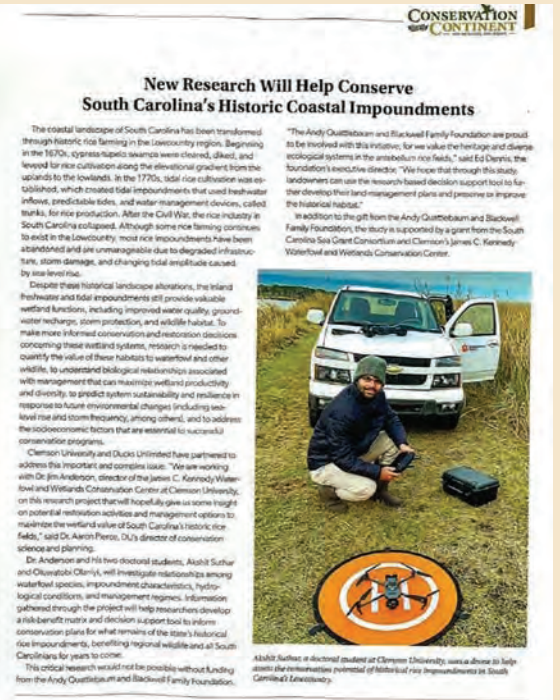 CONSERVATION
CONTINENT
New Research Will Help Conserve
South Carolina's Historic Coastal Impoundments
The coastal landscape of South Carolina has been transformed
through historic rice farming in the Lowcountry region. Beginning
in the 1670s, cypress-tupelo swamps were cleared, diked, and
leveed for rice cultivation along the elevational gradient from the
uplands to the lowlands. In the 1770s, tidal rice cultivation was es-
tablished, which created tidal impoundments that used freshwater
inflows, predictable tides, and water-management devices, called
trunks, for rice production. After the Civil War, the rice industry in
South Carolina collapsed. Although some rice farming continues
to exist in the Lowcountry, most rice impoundments have been
abandoned and are unmanageable due to degraded infrastruc-
ture, storm damage, and changing tidal amplitude caused
by sea-level rise.
Despite these historical landscape alterations, the inland
freshwater and tidal impoundments still provide valuable
wetland functions, including improved water quality, ground-
water recharge, storm protection, and wildlife habitat. To
make more informed conservation and restoration decisions
concerning these wetland systems, research is needed to
quantify the value of these habitats to waterfowl and other
wildlife, to understand biological relationships associated
with management that can maximize wetland productivity
and diversity, to predict system sustainability and resilience in
response to future environmental changes (including sea-
level rise and storm frequency, among others), and to address
the socioeconomic factors that are essential to successful
conservation programs.
Clemson University and Ducks Unlimited have partnered to
address this important and complex issue. "We are working
with Dr. Jim Anderson, director of the James C. Kennedy Water-
fowl and Wetlands Conservation Center at Clemson University,
on this research project that will hopefully give us some insight
on potential restoration activities and management options to
maximize the wetland value of South Carolina's historic rice
fields," said Dr. Aaron Pierce, DU's director of conservation
science and planning.
Dr. Anderson and his two doctoral students, Akshit Suthar
and Oluwatobi Olaniyi, will investigate relationships among
waterfowl species, impoundment characteristics, hydro-
logical conditions, and management regimes. Information
gathered through the project will help researchers develop
a risk-benefit matrix and decision support tool to inform
conservation plans for what remains of the state's historical
rice impoundments, benefiting regional wildlife and all South
Carolinians for years to come.
This critical research would not be possible without funding
from the Andy Quattlebaum and Blackwell Family Foundation.
"The Andy Quattlebaum and Blackwell Family Foundation are proud
to be involved with this initiative, for we value the heritage and diverse
ecological systems in the antebellum rice fields," said Ed Dennis, the
foundation's executive director. "We hope that through this study,
landowners can use the research-based decision support tool to fur-
ther develop their land-management plans and preserve or improve
the historical habitat."
In addition to the gift from the Andy Quattlebaum and Blackwell
Family Foundation, the study is supported by a grant from the South
Carolina Sea Grant Consortium and Clemson's James C. Kennedy
Waterfowl and Wetlands Conservation Center.
Akshit Suthar, a doctoral student at Clemson University, uses a drone to help
assess the conservation potential of historical rice impoundments in South
Carolina's Lowcountry.